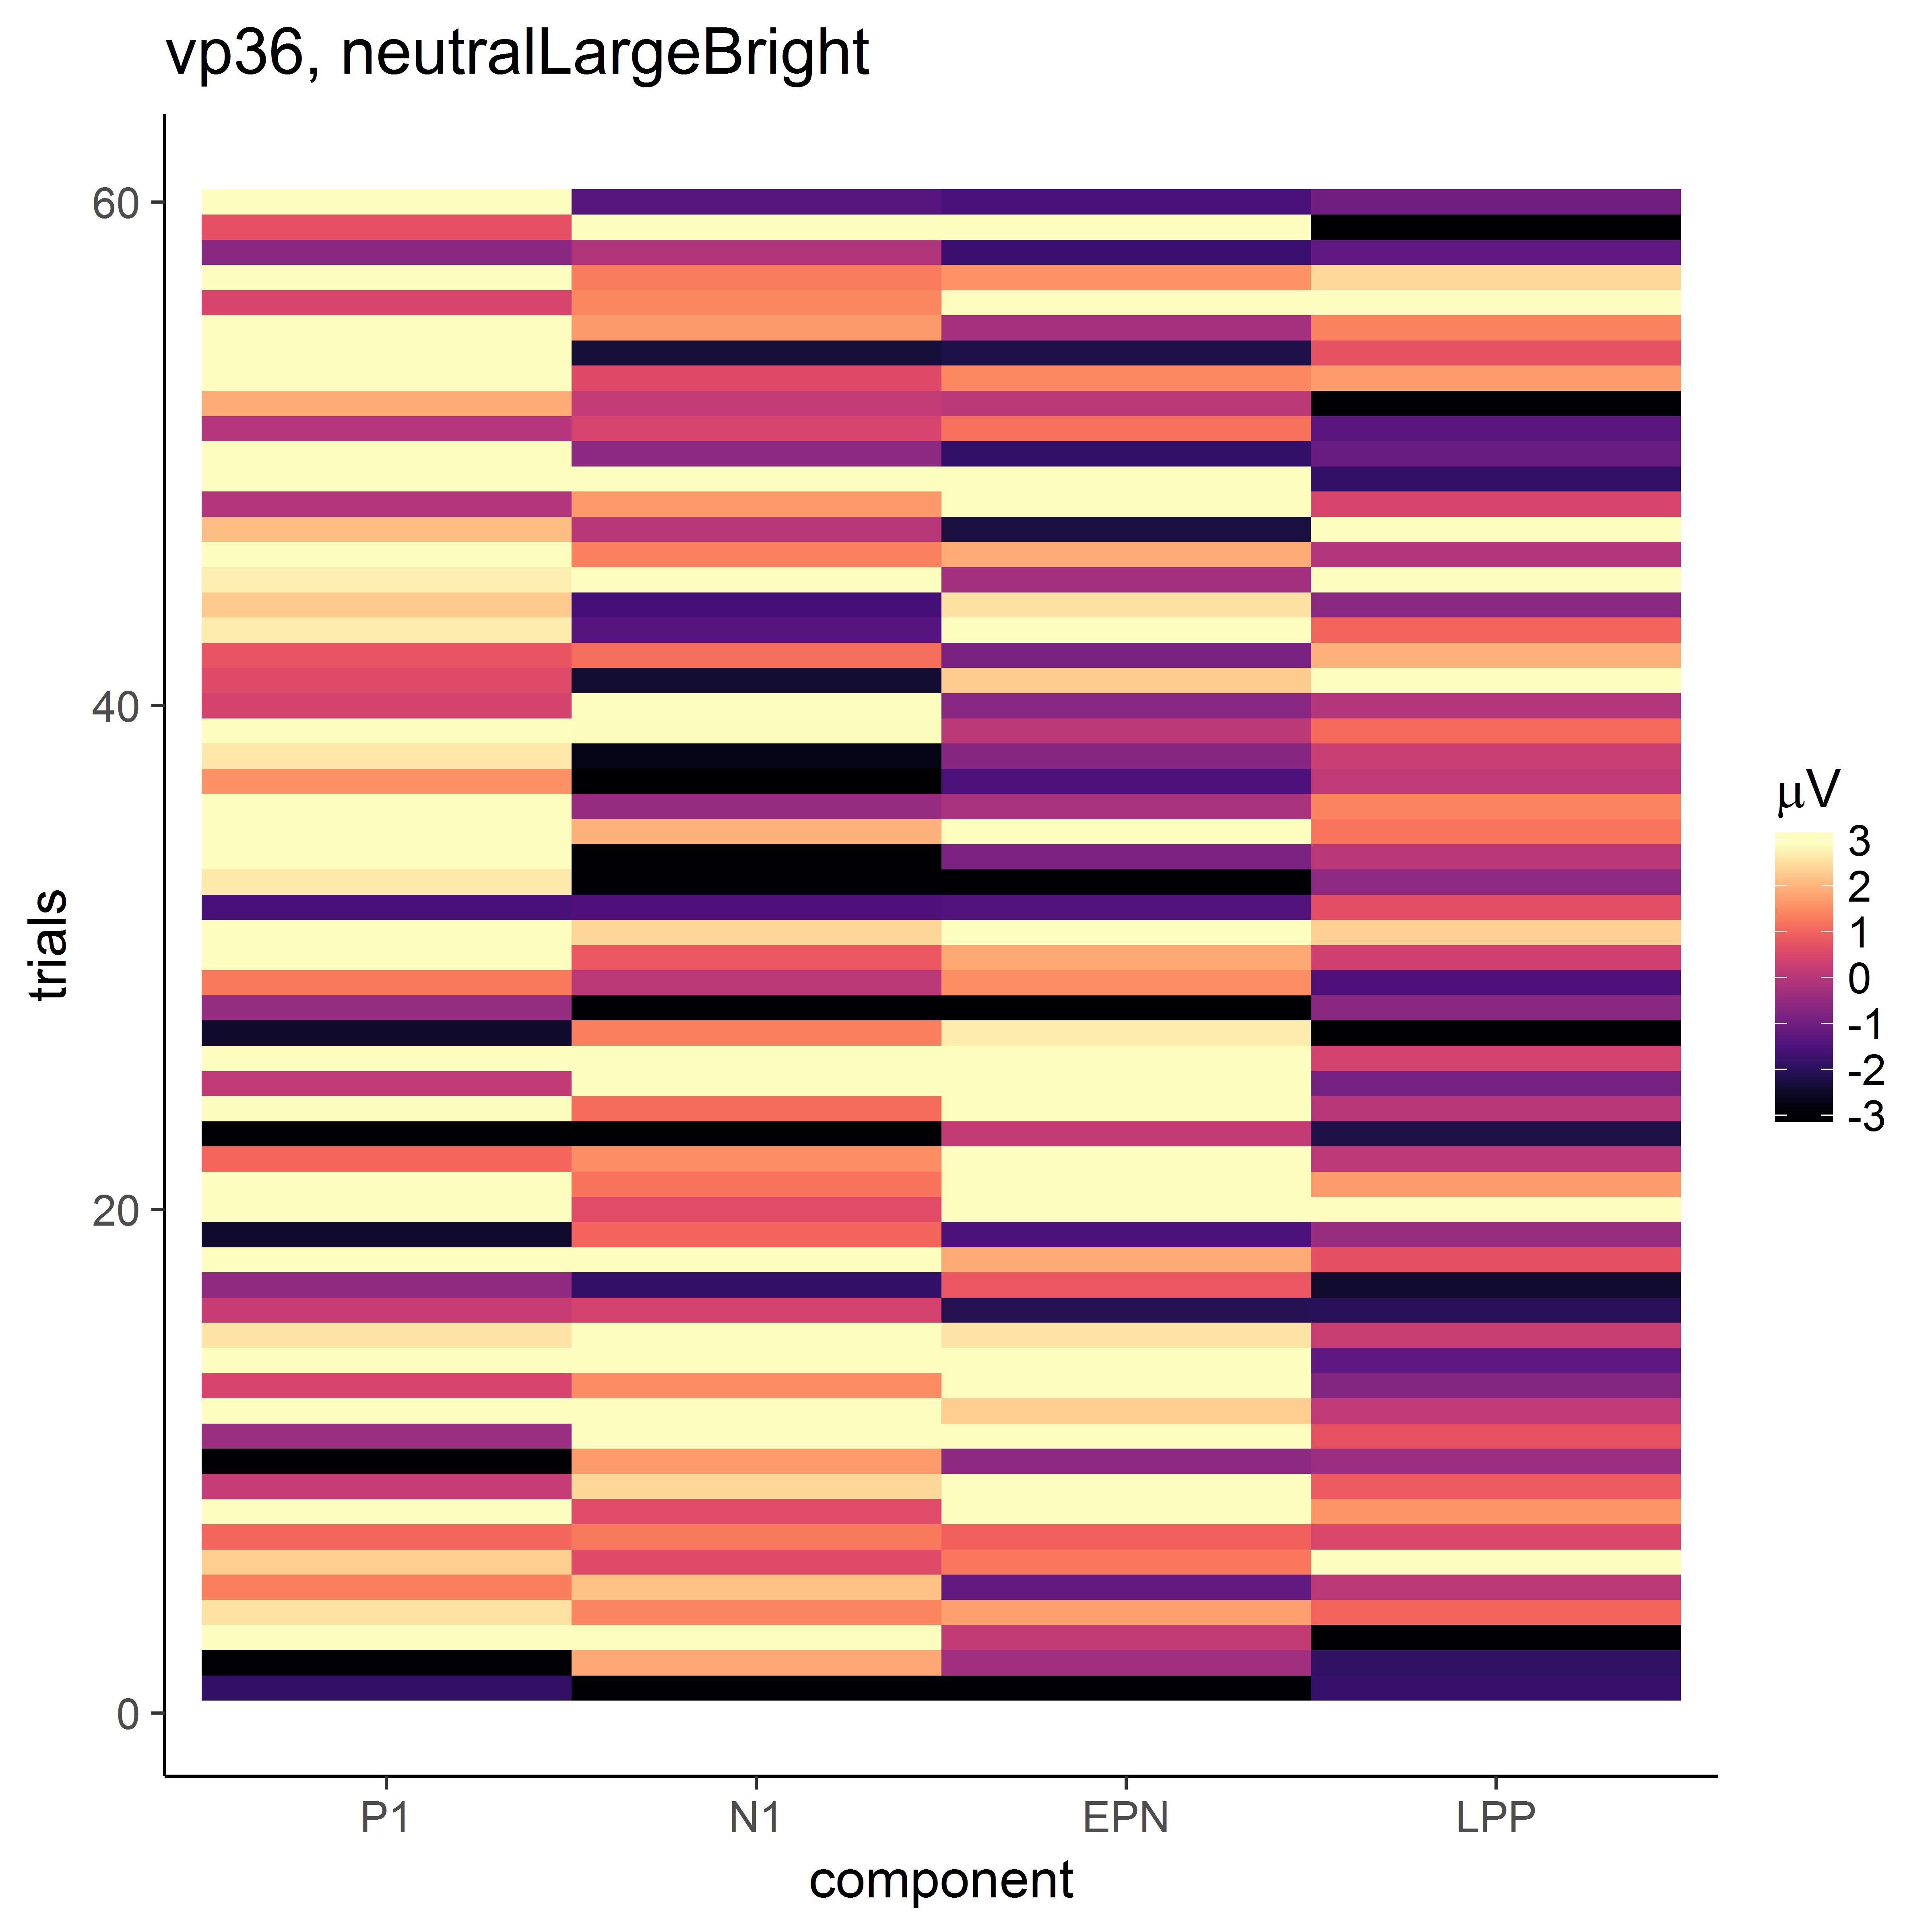 vp36, neutralLargeBright
60
40
20
0
trials
P1 N1 EPN LPP
component
μV
3
2
1
0
-1
-2
-3